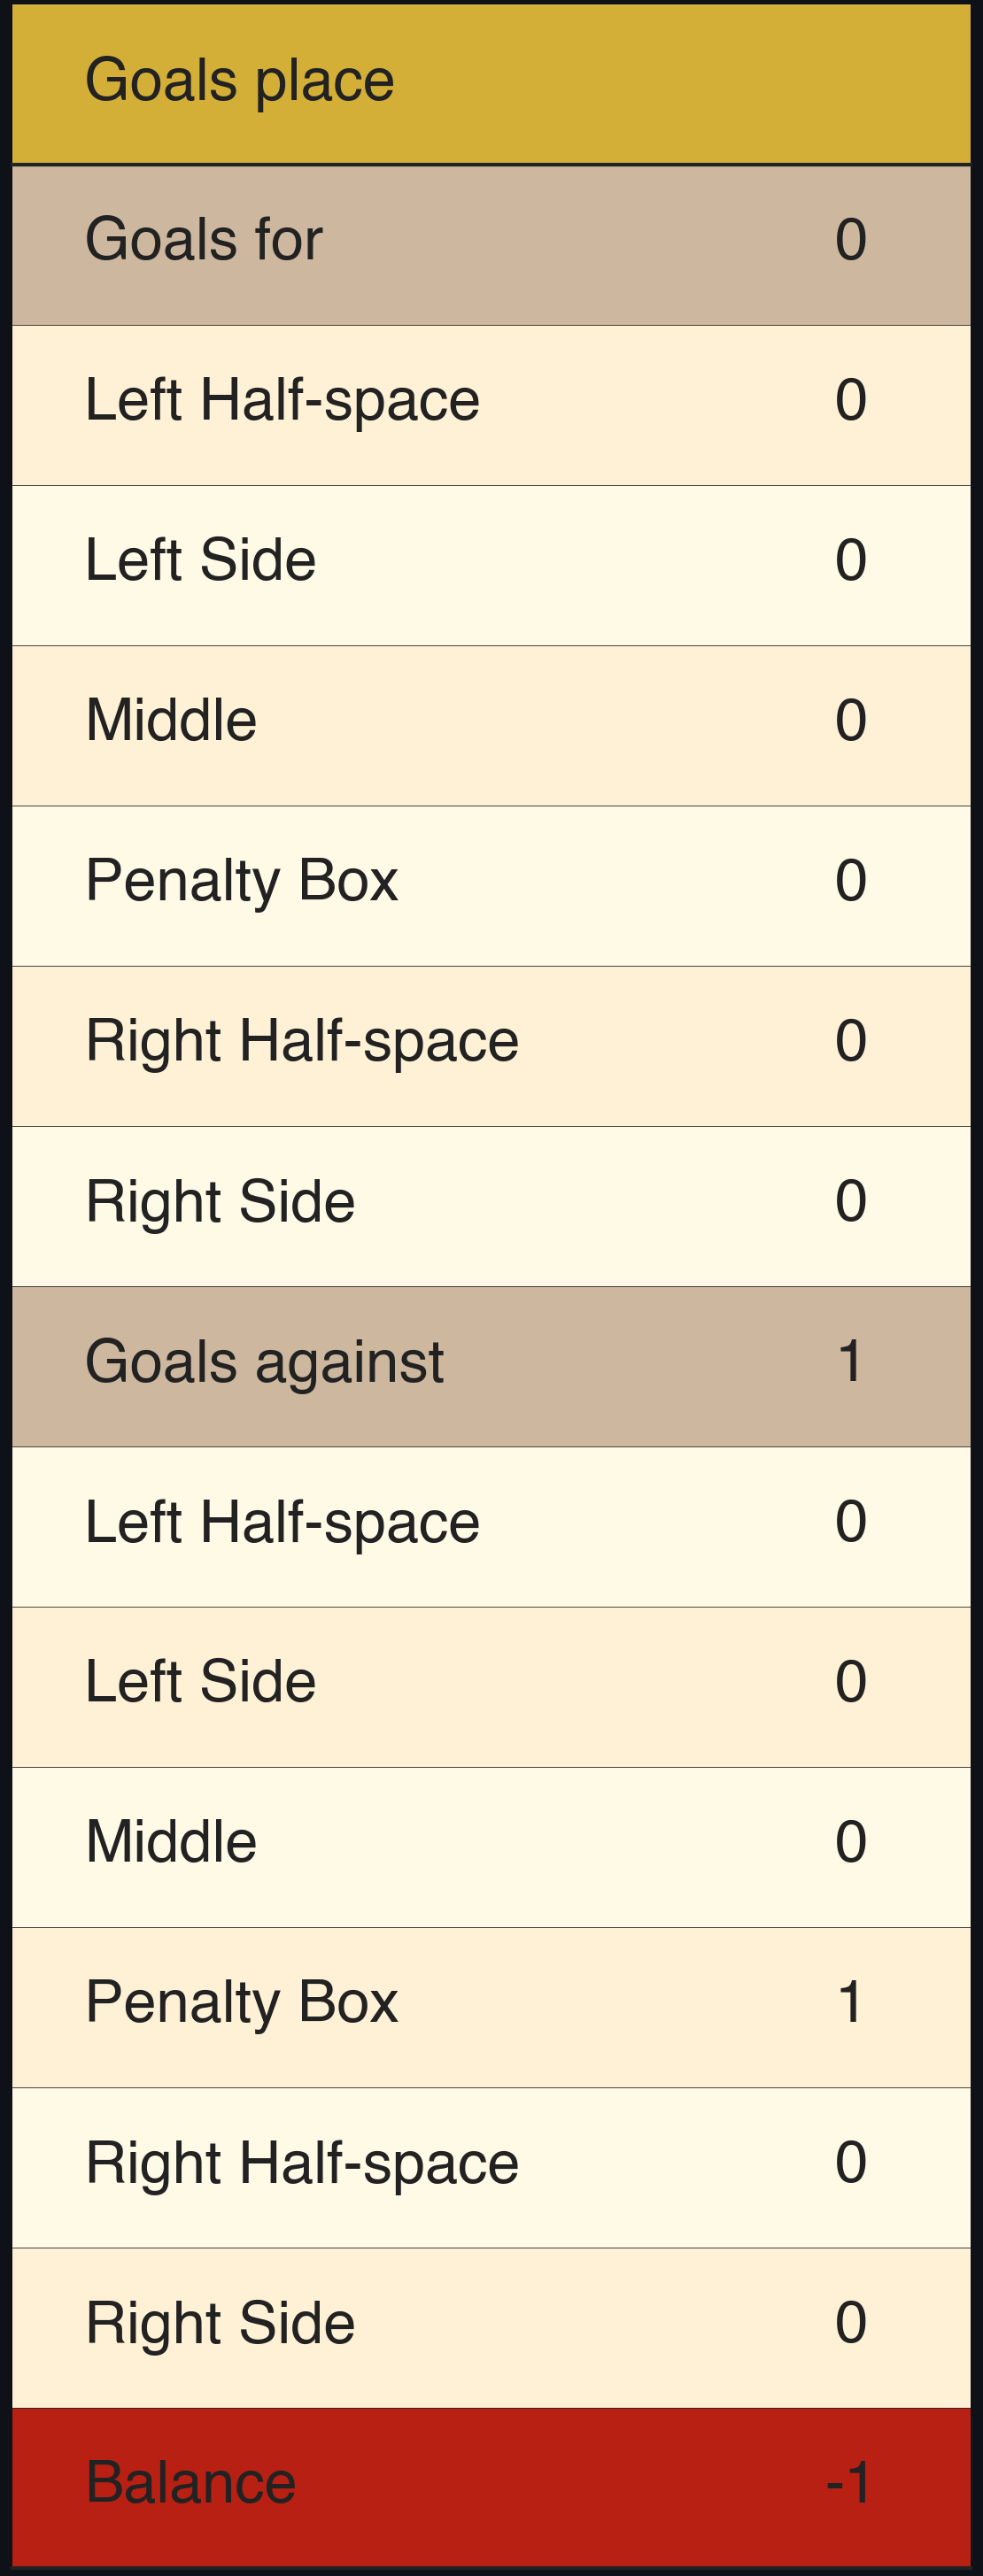 Goals place
Goals for 0
Left Half-space 0
Left Side 0
Middle 0
Penalty Box 0
Right Half-space 0
Right Side 0
Goals against 1
Left Half-space 0
Left Side 0
Middle 0
Penalty Box 1
Right Half-space 0
Right Side 0
Balance -1